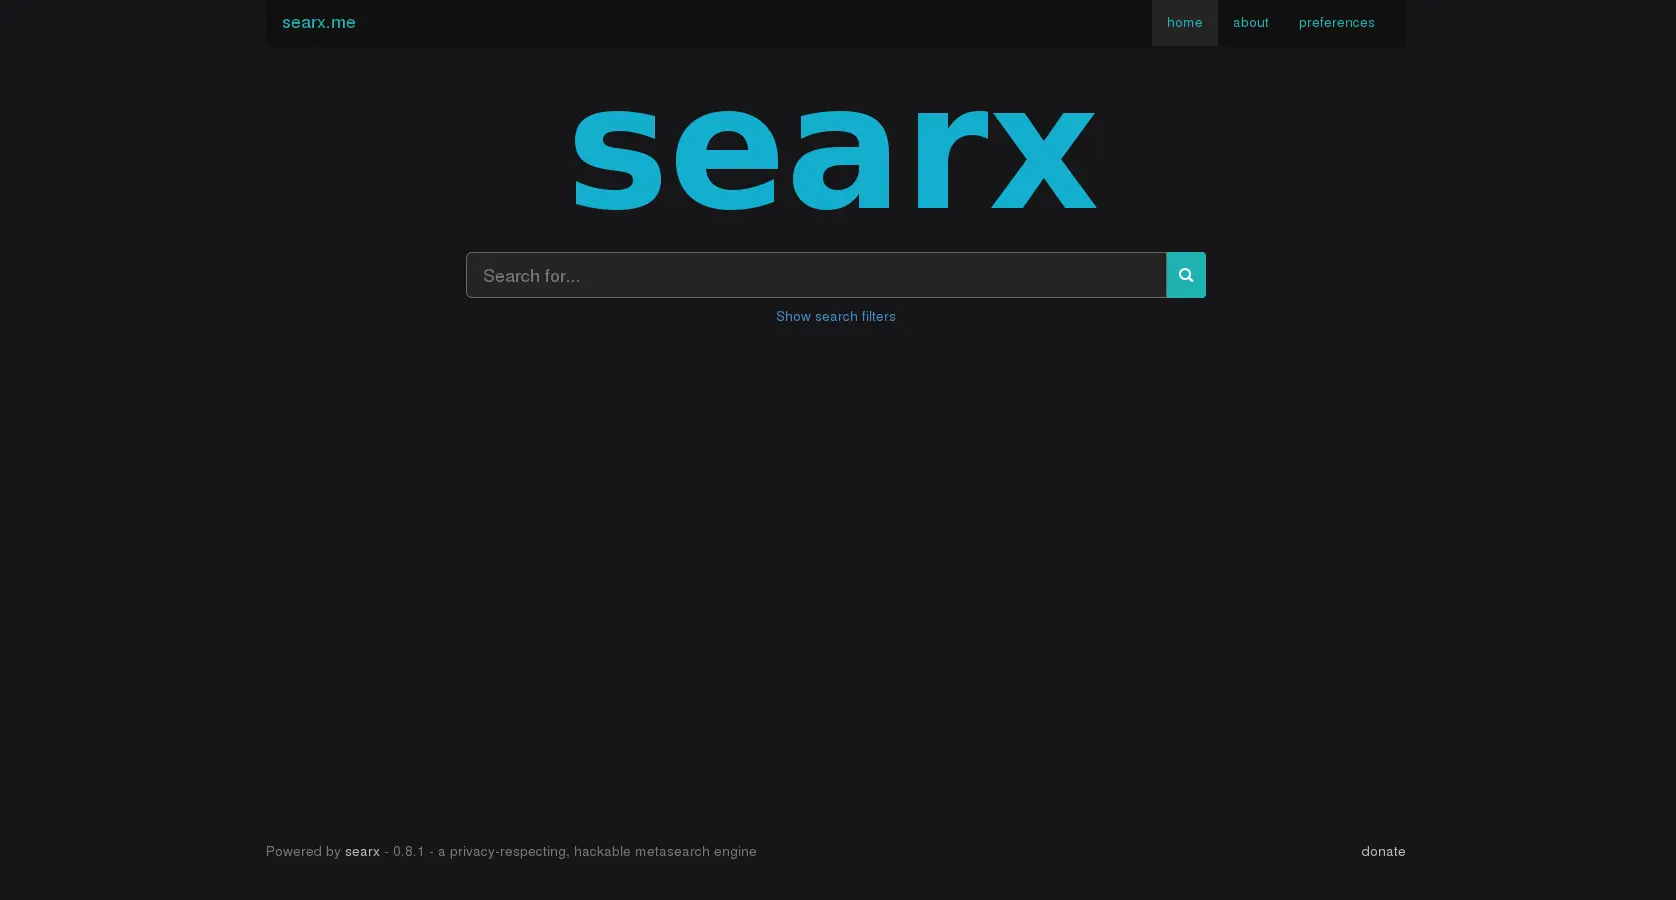 searx.me home about preferences
searx
Search for...
Show search filters
Powered by searx - 0.8.1 - a privacy-respecting, hackable metasearch engine donate